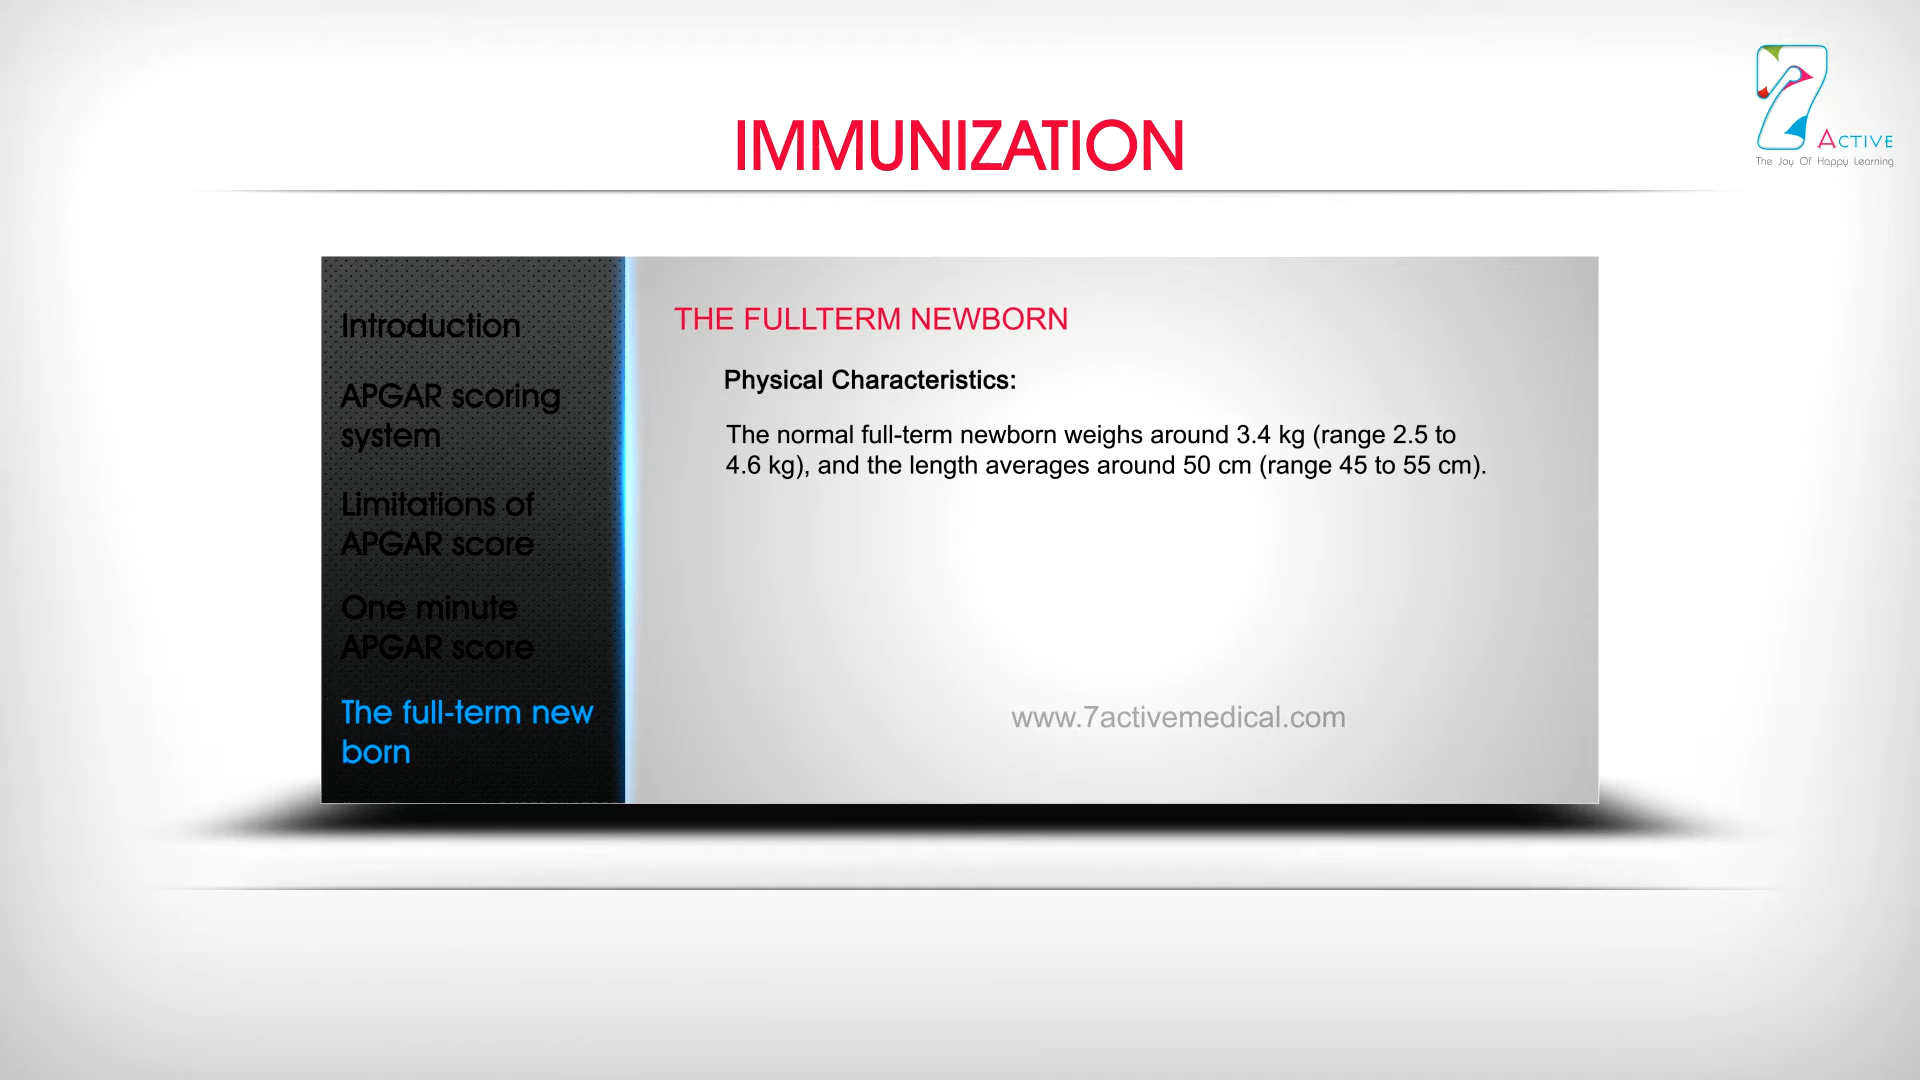 IMMUNIZATION
7
ACTIVE
The Joy Of Happy Learning
Introduction
APGAR scoring
system
Limitations of
APGAR score
One minute
APGAR score
The full-term new
born
THE FULLTERM NEWBORN
Physical Characteristics:
The normal full-term newborn weighs around 3.4 kg (range 2.5 to
4.6 kg), and the length averages around 50 cm (range 45 to 55 cm).
www.7activemedical.com